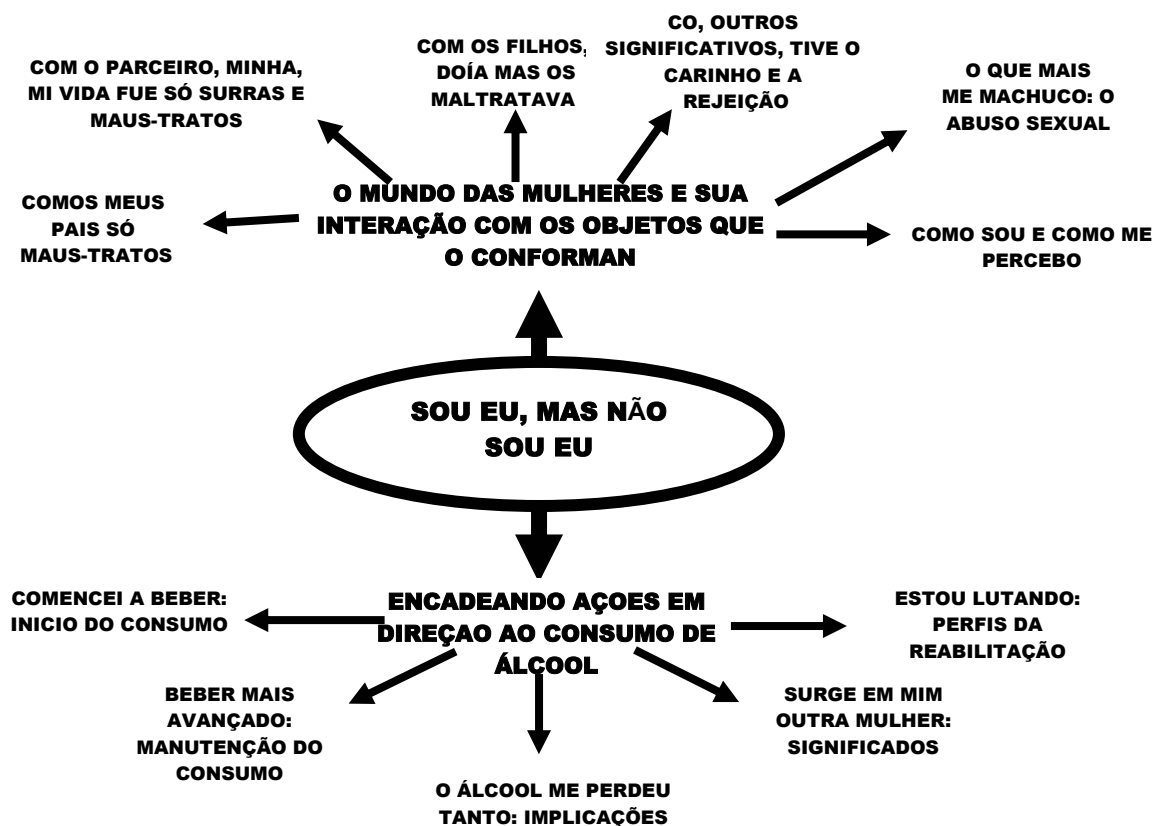 COM O PARCEIRO, MINHA,
MI VIDA FUE SÓ SURRAS E
MAUS-TRATOS
COM OS FILHOS,
DOÍA MAS OS
MALTRATAVA
CO, OUTROS
SIGNIFICATIVOS, TIVE O
CARINHO E A
REJEIÇÃO
O QUE MAIS
ME MACHUCO: O
ABUSO SEXUAL
COMOS MEUS
PAIS SÓ
MAUS-TRATOS
O MUNDO DAS MULHERES E SUA
INTERAÇÃO COM OS OBJETOS QUE
O CONFORMAN
COMO SOU E COMO ME
PERCEBO
SOU EU, MAS NÃO
SOU EU
COMENCEI A BEBER:
INICIO DO CONSUMO
ENCADEANDO AÇOES EM
DIREÇAO AO CONSUMO DE
ÁLCOOL
ESTOU LUTANDO:
PERFIS DA
REABILITAÇÃO
BEBER MAIS
AVANÇADO:
MANUTENÇÃO DO
CONSUMO
SURGE EM MIM
OUTRA MULHER:
SIGNIFICADOS
O ÁLCOOL ME PERDEU
TANTO: IMPLICAÇÕES